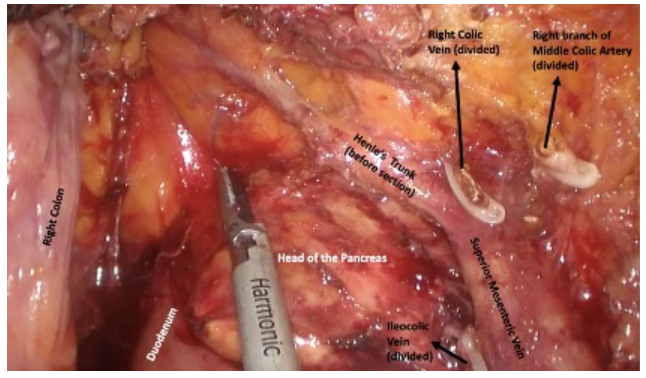 Right Colic
Vein (divided)
Right branch of
Middle Colic Artery
(divided)
Henle's Trunk
(before section)
Right Colon
Head of the Pancreas
Superior Mesenteric Vein
Harmonic
Duodenum
Ileocolic
Vein
(divided)